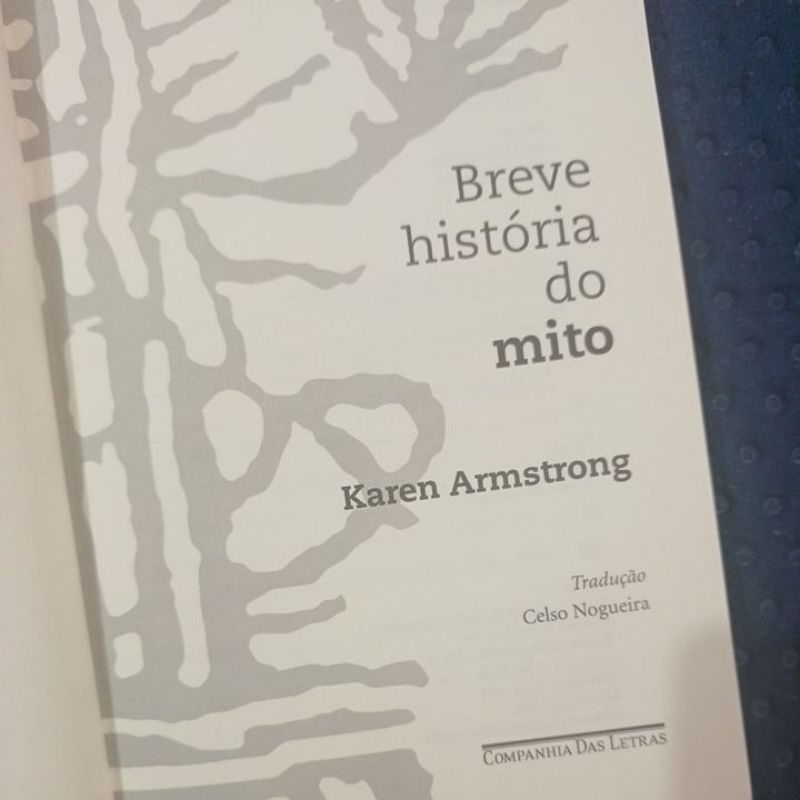 Breve
história
do
mito
Karen Armstrong
Tradução
Celso Nogueira
COMPANHIA DAS LETRAS